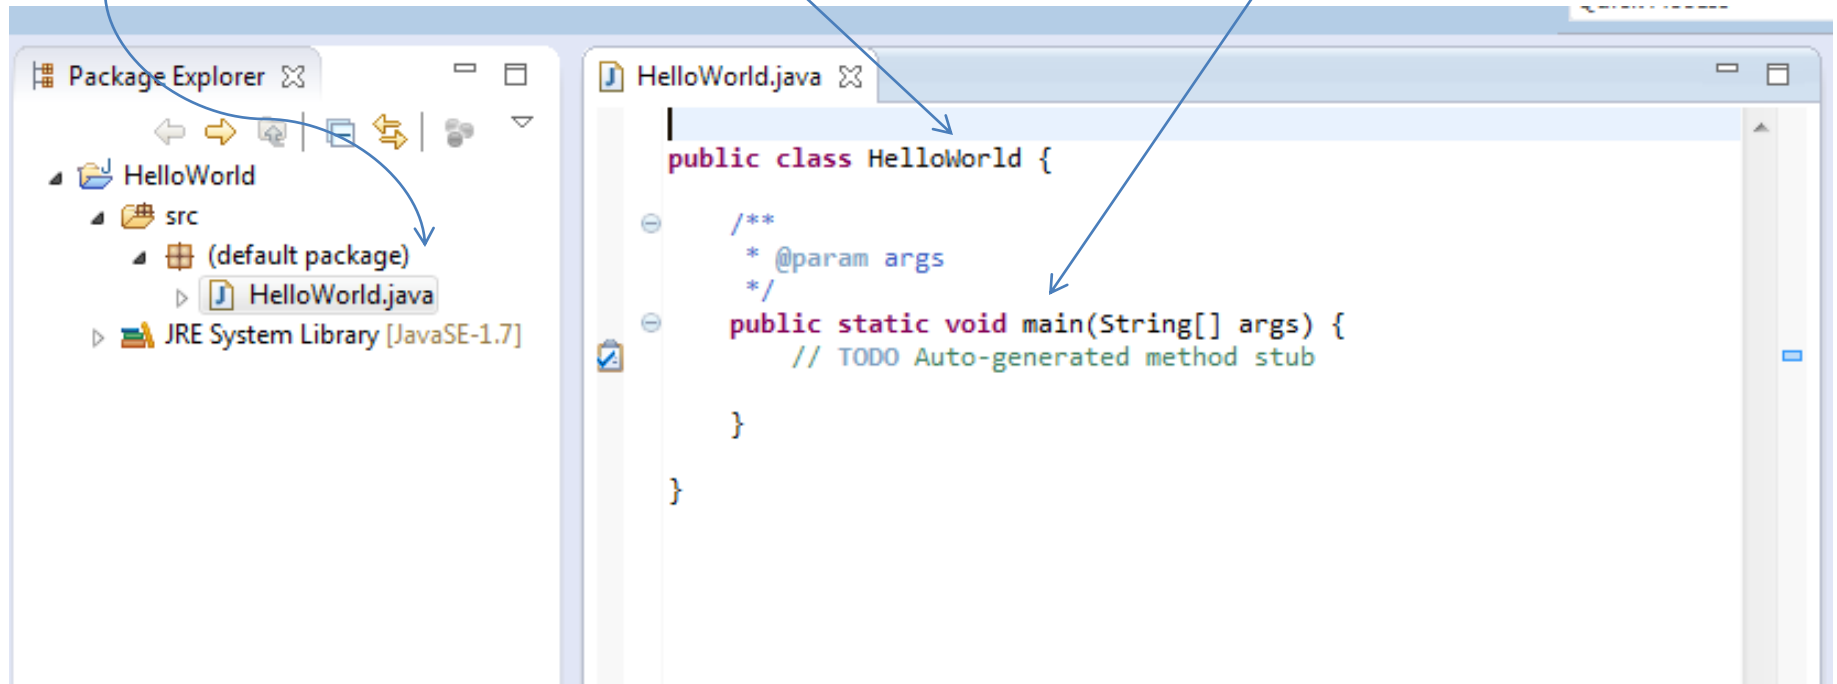 Package Explorer
HelloWorld
src
(default package)
HelloWorld.java
JRE System Library [JavaSE-1.7]
HelloWorld.java
public class HelloWorld {
/**
* @param args
*/
public static void main(String[] args) {
// TODO Auto-generated method stub
}
}